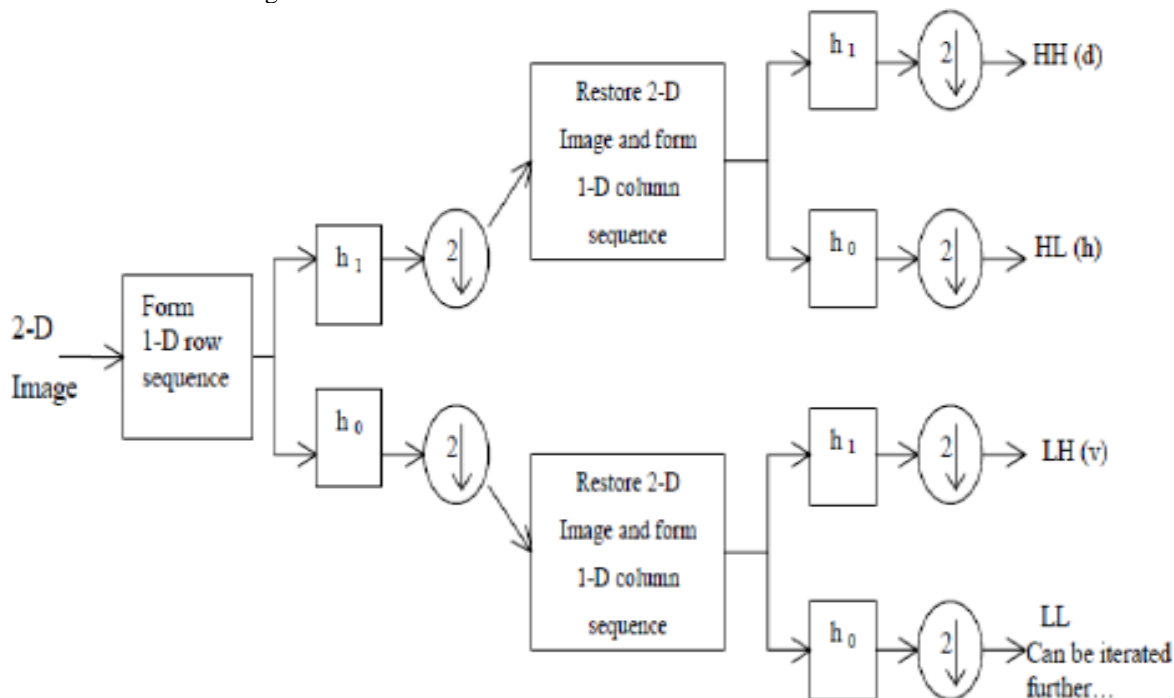 2-D
Image
Form
1-D row
sequence
h 1
2
h 0
2
Restore 2-D
Image and form
1-D column
sequence
h 1
2
HH (d)
h 0
2
HL (h)
Restore 2-D
Image and form
1-D column
sequence
h 1
2
LH (v)
h 0
2
LL
Can be iterated
further...